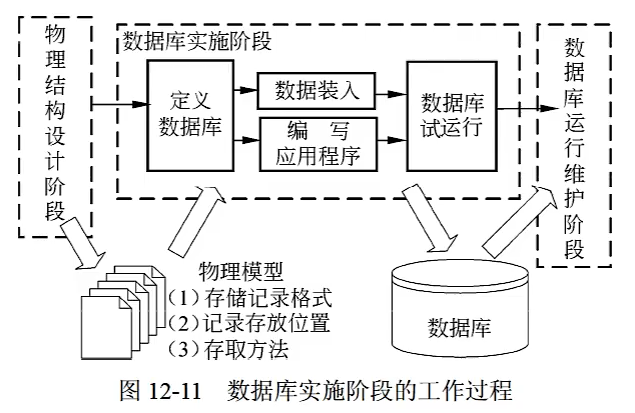 物理结构设计阶段
数据库实施阶段
定义
数据库
数据装入
编 写
应用程序
数据库
试运行
数据库运行维护阶段
物理模型
(1)存储记录格式
(2)记录存放位置
(3)存取方法
数据库
图 12-11 数据库实施阶段的工作过程